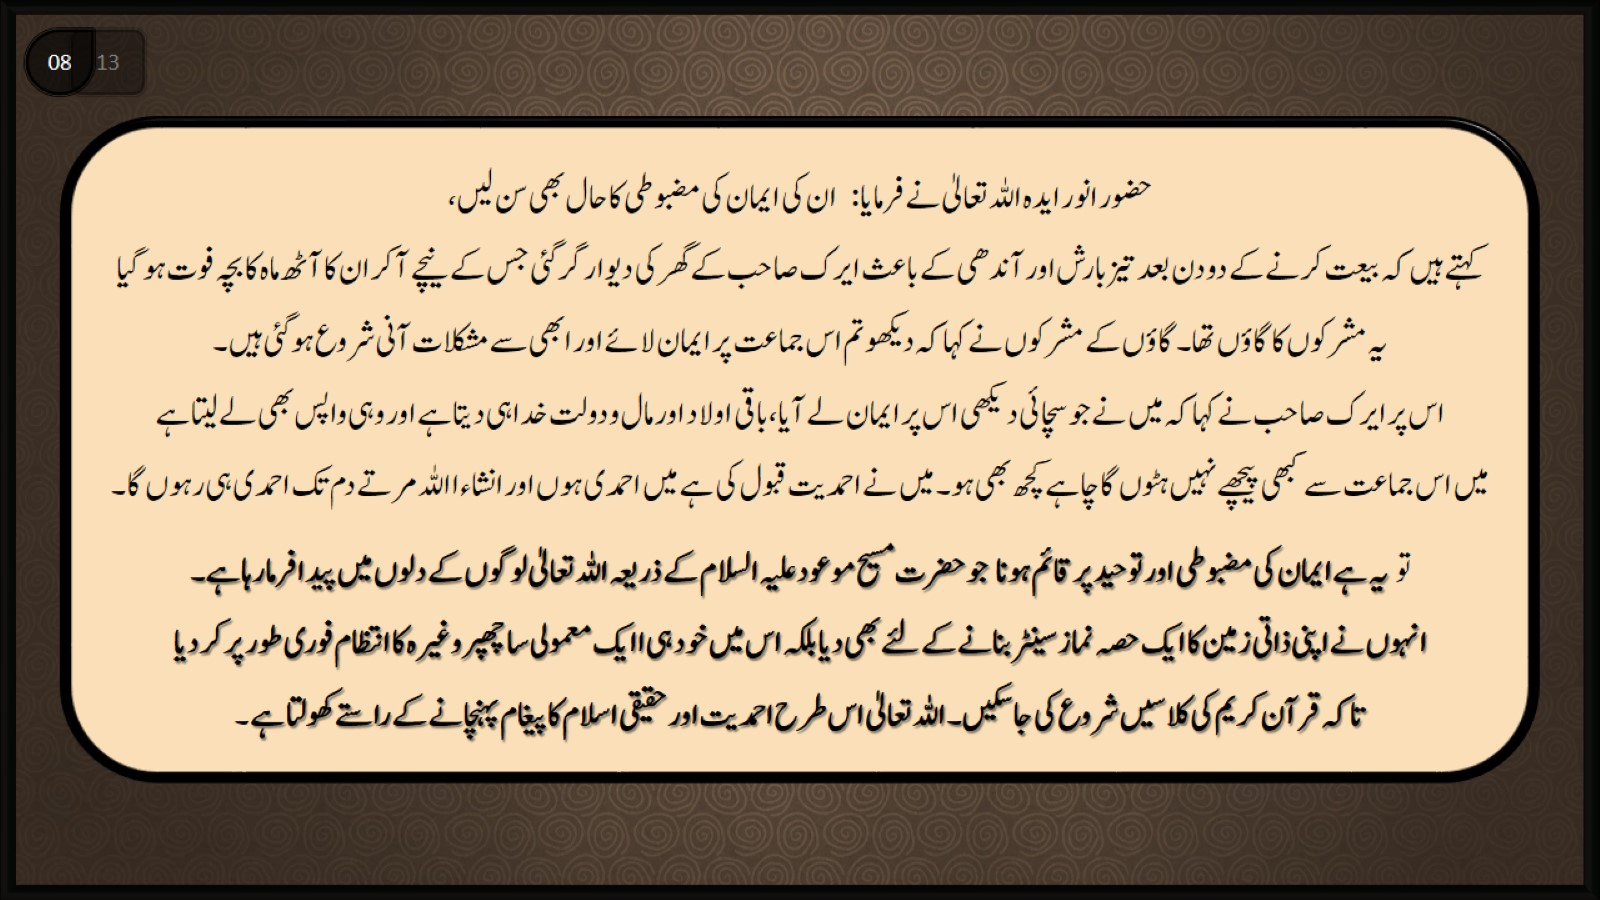 08 13
حضور انور ایدہ اللہ تعالیٰ نے فرمایا: ان کی ایمان کی مضبوطی کا حال بھی سن لیں،
کہتے ہیں کہ بیعت کرنے کے دو دن بعد تیز بارش اور آندھی کے باعث ایرک صاحب کے گھر کی دیوار گر گئی جس کے نیچے آکر ان کا آٹھ ماہ کا بچہ فوت ہو گیا
یہ مشرکوں کا گاؤں تھا۔ گاؤں کے مشرکوں نے کہا کہ دیکھو تم اس جماعت پر ایمان لائے اور ابھی سے مشکلات آنی شروع ہو گئی ہیں۔
اس پر ایرک صاحب نے کہا کہ میں نے جو سچائی دیکھی اس پر ایمان لے آیا، باقی اولاد اور مال و دولت خدا ہی دیتا ہے اور وہی واپس بھی لے لیتا ہے
میں اس جماعت سے کبھی پیچھے نہیں ہٹوں گا چاہے کچھ بھی ہو۔ میں نے احمدیت قبول کی ہے میں احمدی ہوں اور انشاء االلہ مرتے دم تک احمدی ہی رہوں گا۔
تو یہ ہے ایمان کی مضبوطی اور توحید پر قائم ہونا جو حضرت مسیح موعود علیہ السلام کے ذریعہ اللہ تعالیٰ لوگوں کے دلوں میں پیدا فرما رہا ہے۔
انہوں نے اپنی ذاتی زمین کا ایک حصہ نماز سینٹر بنانے کے لئے بھی دیا بلکہ اس میں خود ہی اایک معمولی سا چھپر وغیرہ کا انتظام فوری طور پر کر دیا
تا کہ قرآن کریم کی کلاسیں شروع کی جا سکیں۔ اللہ تعالیٰ اس طرح احمدیت اور حقیقی اسلام کا پیغام پہنچانے کے راستے کھولتا ہے۔